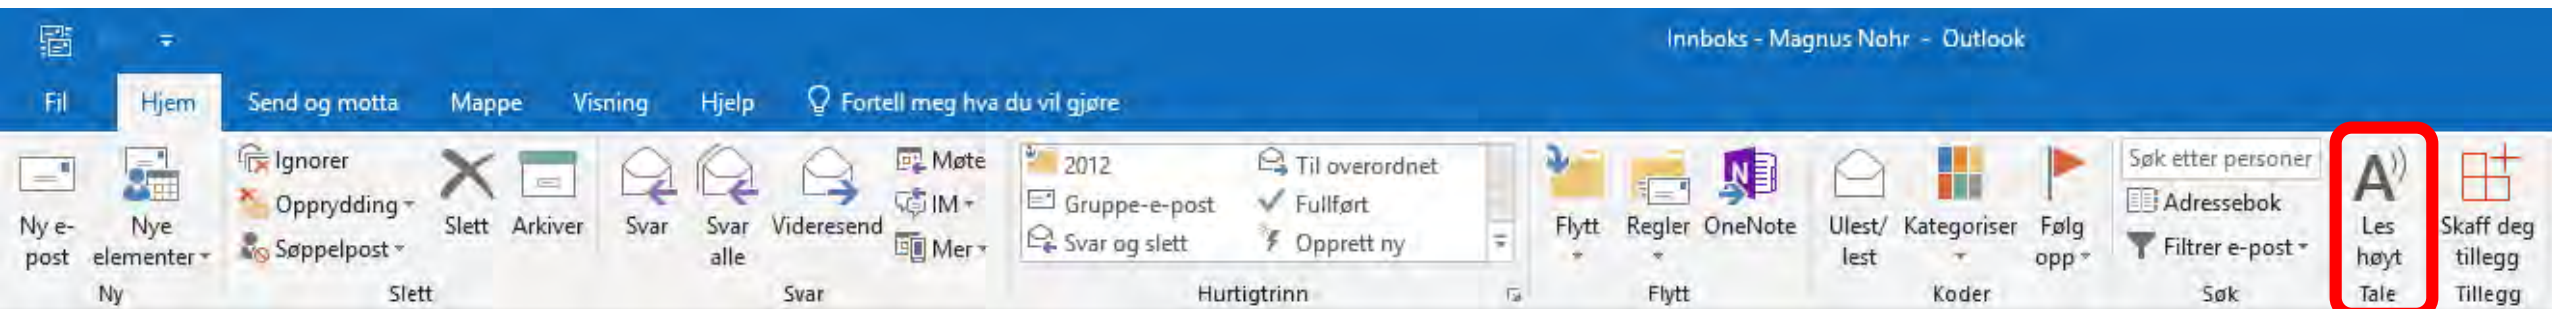 Innboks - Magnus Nohr - Outlook
Fil Hjem Send og motta Mappe Visning Hjelp Fortell meg hva du vil gjøre
Ny e-
post
Nye
elementer
Ny
Ignorer
Opprydding
Søppelpost
Slett
Arkiver
Slett
Svar
Svar
alle
Videresend
Møte
IM
Mer
Svar
2012
Gruppe-e-post
Svar og slett
Til overordnet
Fullført
Opprett ny
Hurtigtrinn
Flytt
Regler
OneNote
Flytt
Ulest/
lest
Kategoriser
Følg
opp
Koder
Søk etter personer
Adressebok
Filtrer e-post
Søk
Les
høyt
Tale
Skaff deg
tillegg
Tillegg